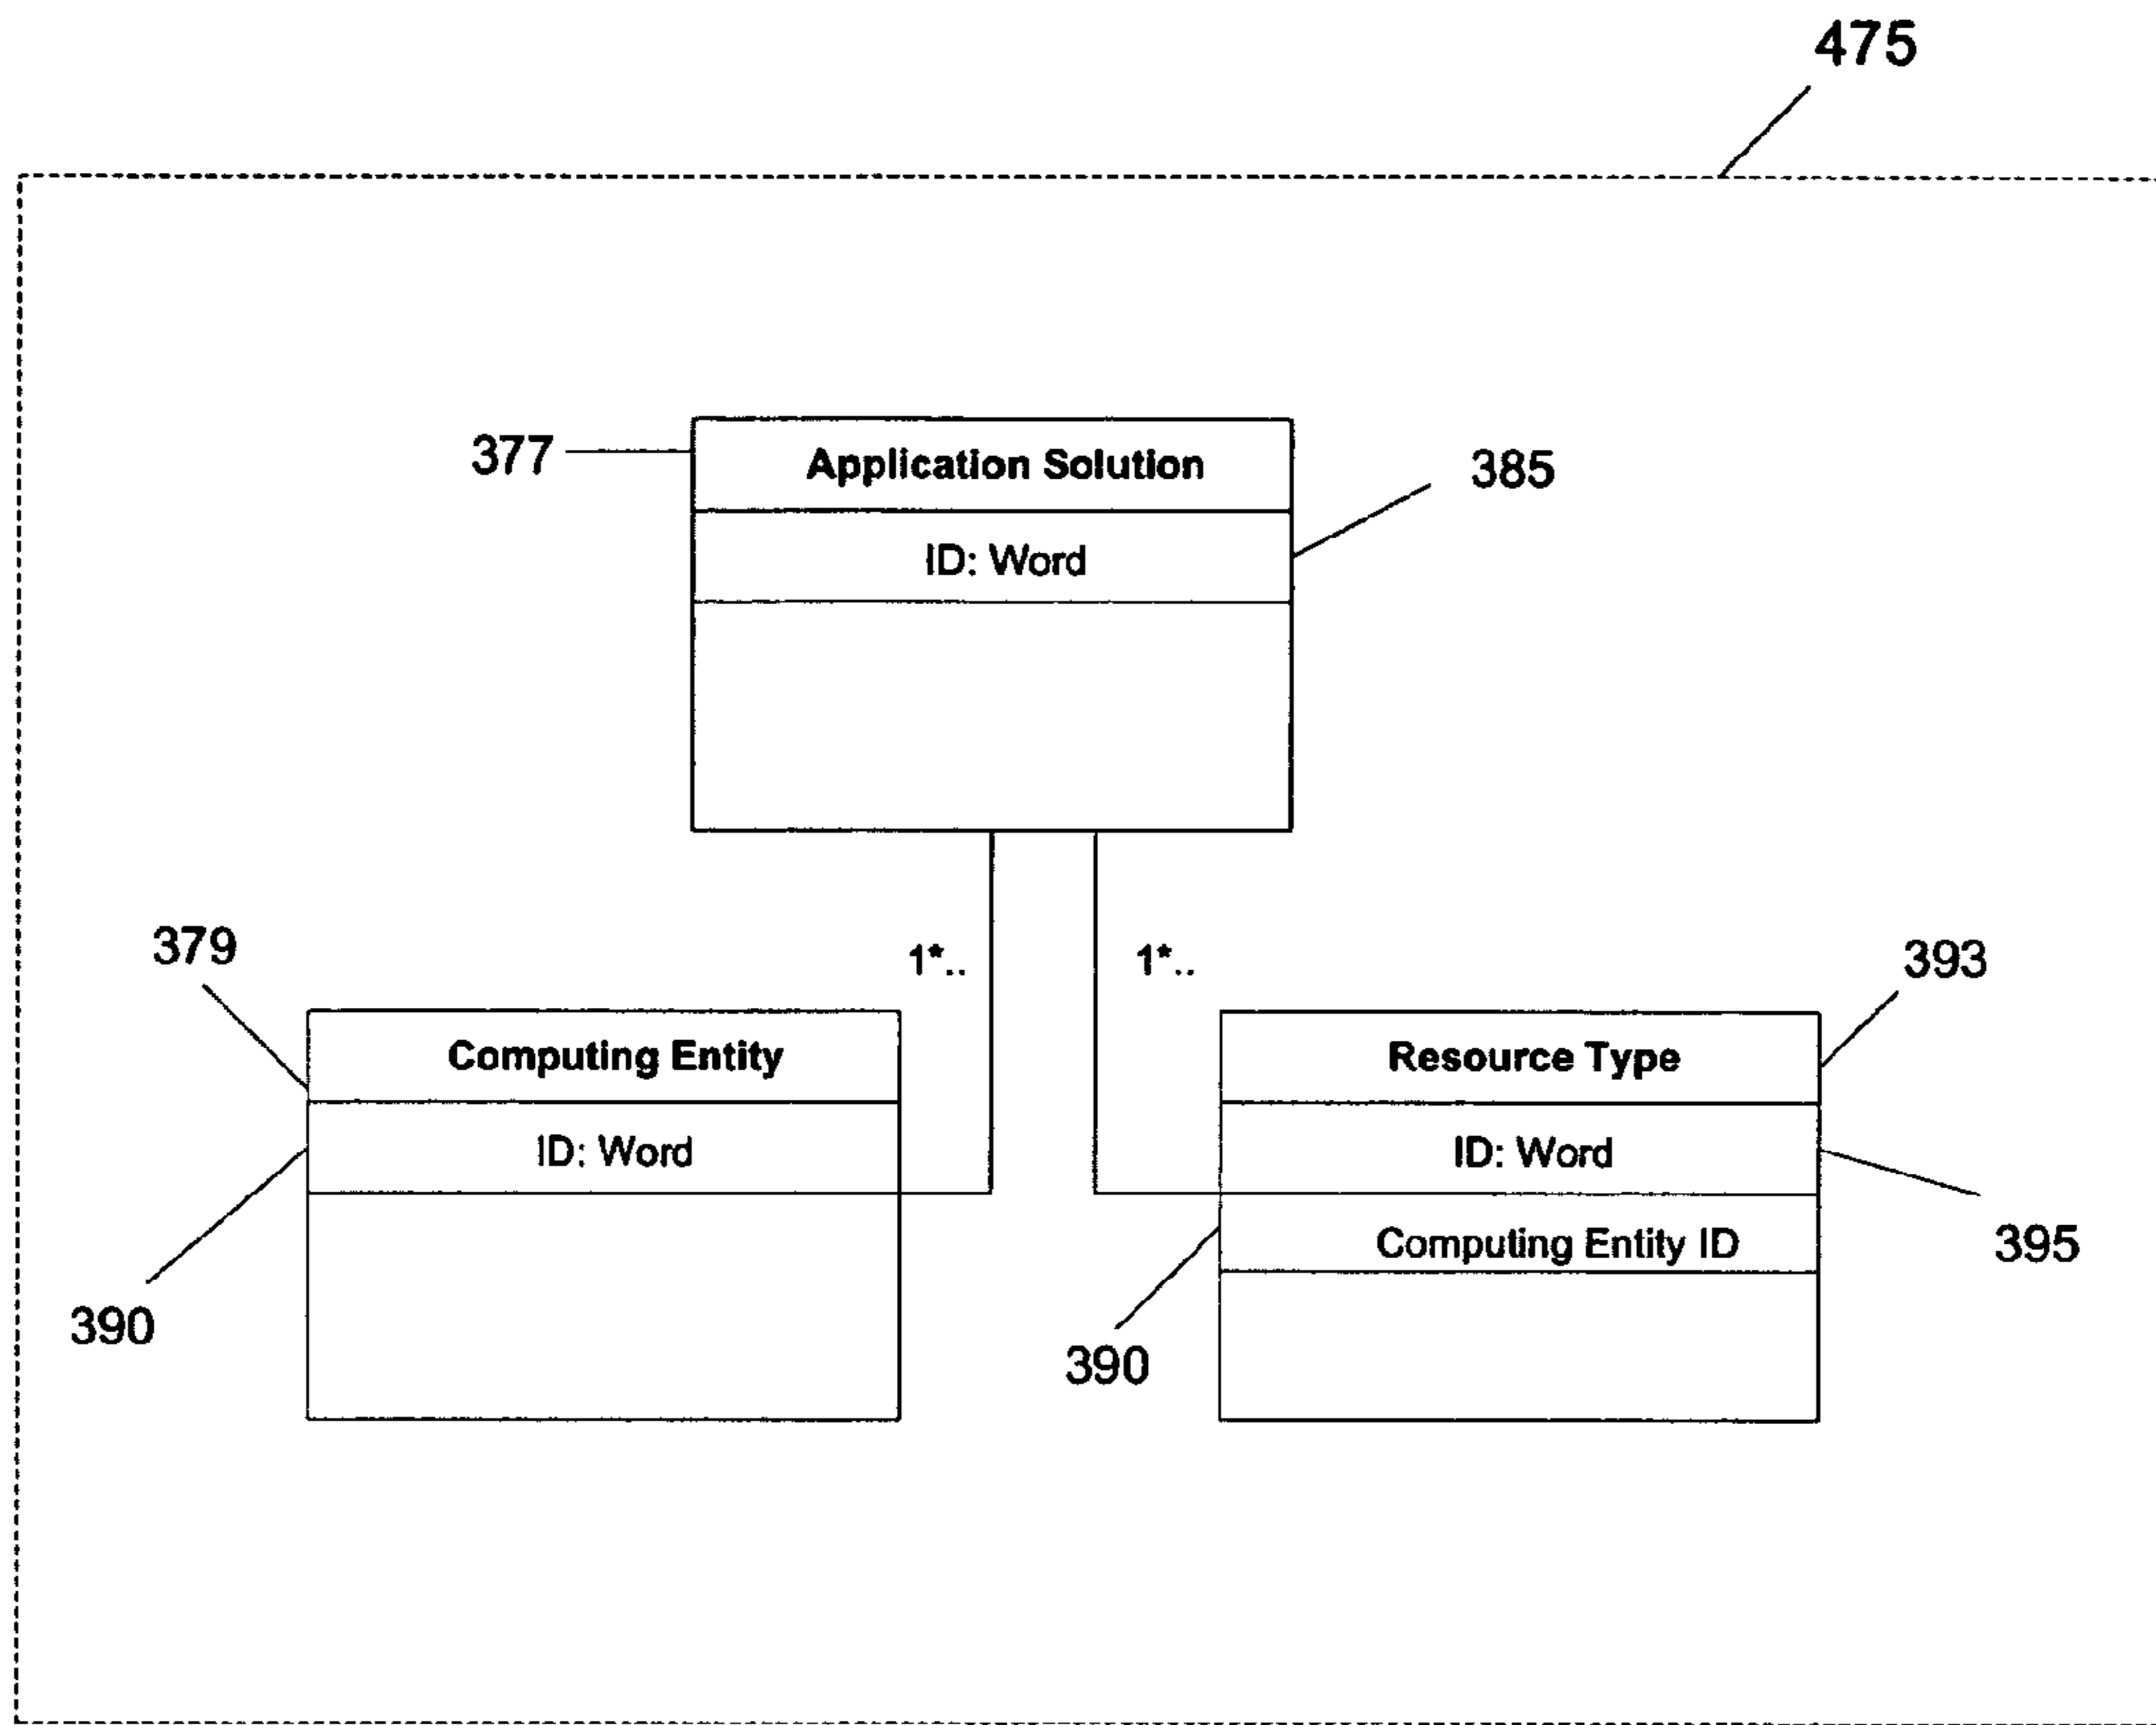 475
377
Application Solution
385
ID: Word
1*..
1*..
379
393
Computing Entity
Resource Type
ID: Word
ID: Word
Computing Entity ID
395
390
390